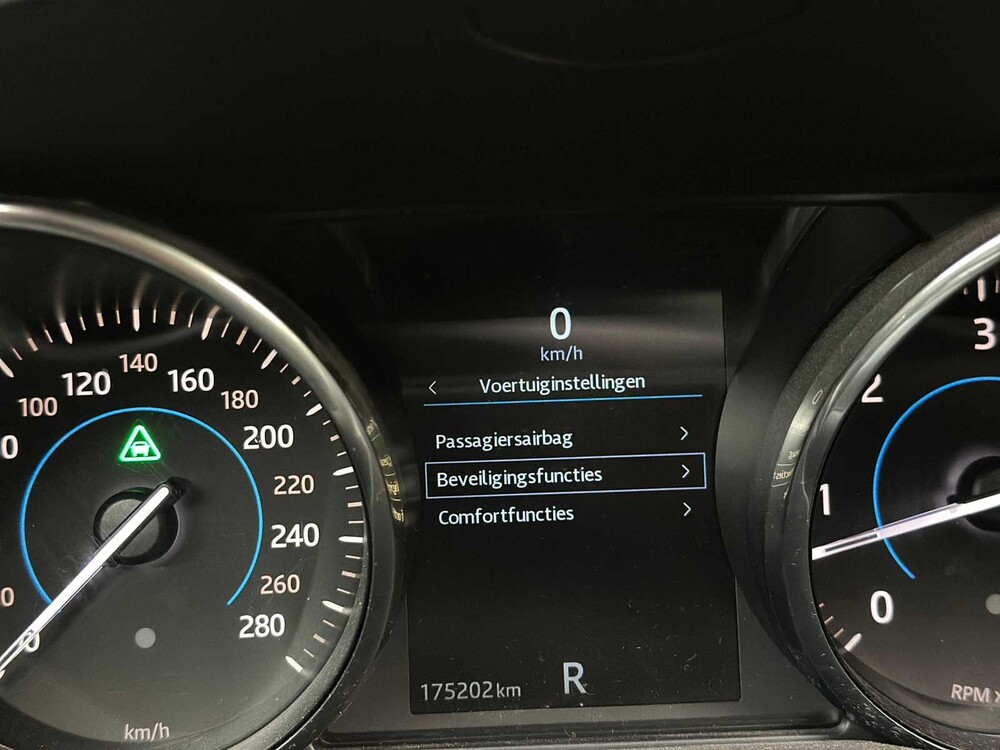 0
km/h
Voertuiginstellingen
Passagiersairbag
Beveiligingsfuncties
Comfortfuncties
175202 km
R
100
120
140
160
180
200
220
240
260
280
0
km/h
3
2
1
0
RPM